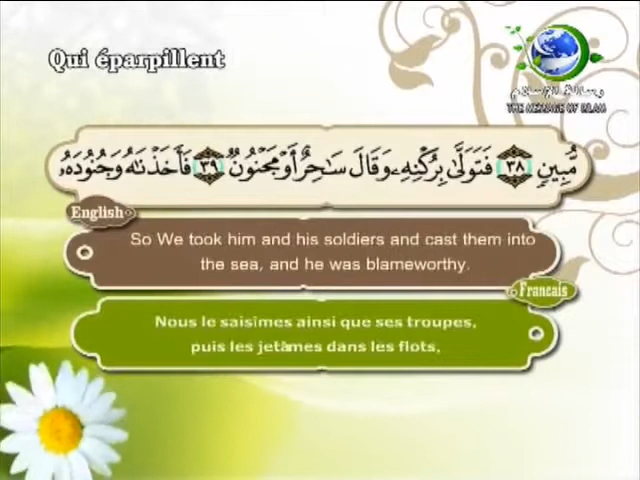 Qui éparpillent
رسالة الإسلام
THE MESSAGE OF ISLAM
مُّبِينٍ ٣٨ فَتَوَلَّىٰ بِرُكْنِهِۦ وَقَالَ سَـٰحِرٌ أَوْ مَجْنُونٌ ٣٩ فَأَخَذْنَـٰهُ وَجُنُودَهُۥ
English
So We took him and his soldiers and cast them into
the sea, and he was blameworthy.
Francais
Nous le saisîmes ainsi que ses troupes,
puis les jetâmes dans les flots,